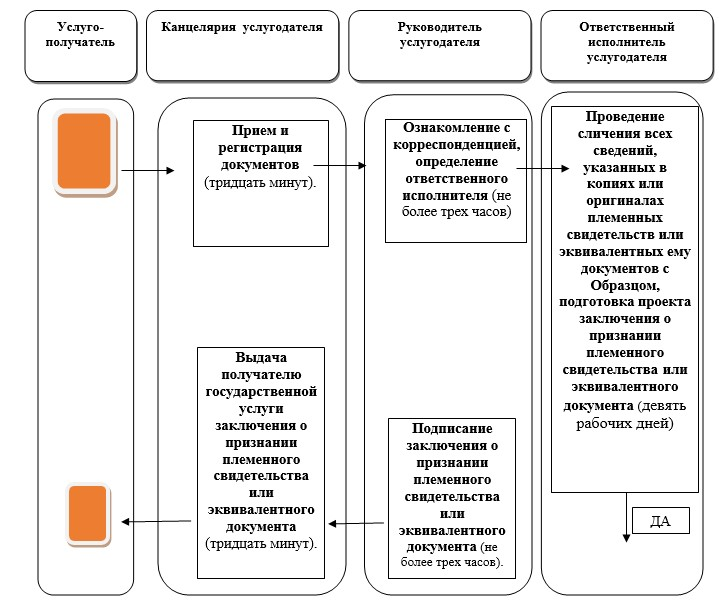 Услуго-
получатель
Канцелярия услугодателя
Руководитель
услугодателя
Ответственный
исполнитель
услугодателя
Прием и
регистрация
документов
(тридцать минут).
Ознакомление с
корреспонденцией,
определение
ответственного
исполнителя (не
более трех часов)
Проведение
сличения всех
сведений,
указанных в
копиях или
оригиналах
племенных
свидетельств или
эквивалентных ему
документов с
Образцом,
подготовка проекта
заключения о
признании
племенного
свидетельства или
эквивалентного
документа (девять
рабочих дней)
Выдача
получателю
государственной
услуги
заключения о
признании
племенного
свидетельства
или
эквивалентного
документа
(тридцать минут).
Подписание
заключения о
признании
племенного
свидетельства
или
эквивалентного
документа (не
более трех часов).
ДА